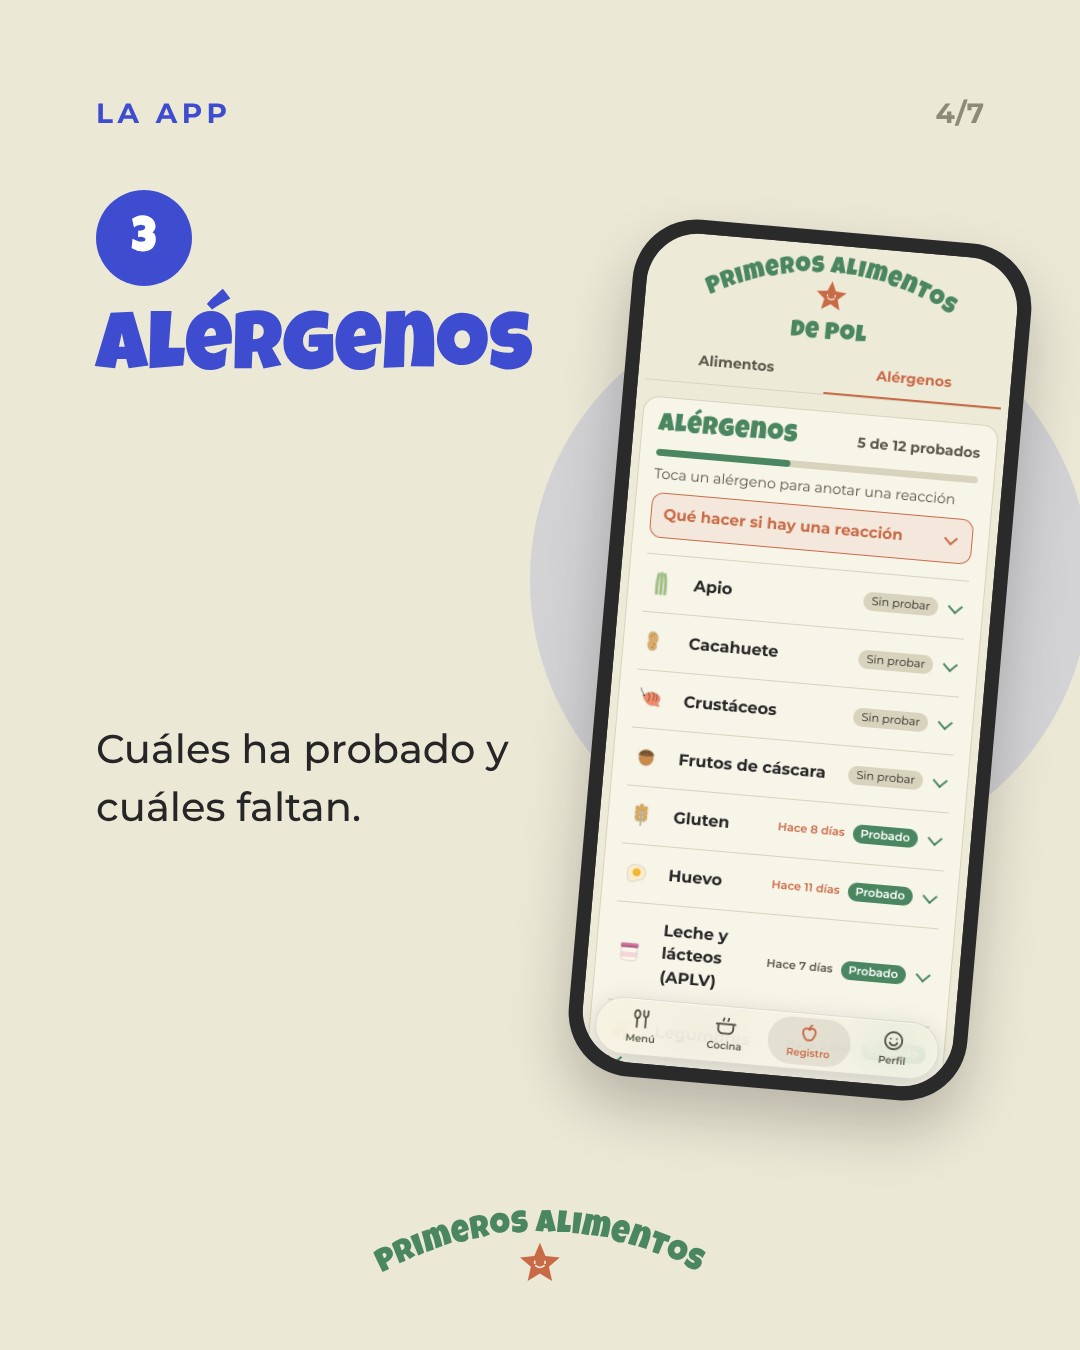 LA APP
4/7
3
ALéRGenos
PRIMEROS ALIMENTOS
DE POL
Alimentos
Alérgenos
ALéRGenos
5 de 12 probados
Toca un alérgeno para anotar una reacción
Qué hacer si hay una reacción
Apio
Sin probar
Cacahuete
Sin probar
Crustáceos
Sin probar
Frutos de cáscara
Sin probar
Gluten
Hace 8 días
Probado
Huevo
Hace 11 días
Probado
Leche y
lácteos
(APLV)
Hace 7 días
Probado
Menú
Cocina
Registro
Perfil
Cuáles ha probado y
cuáles faltan.
PRIMEROS ALIMENTOS